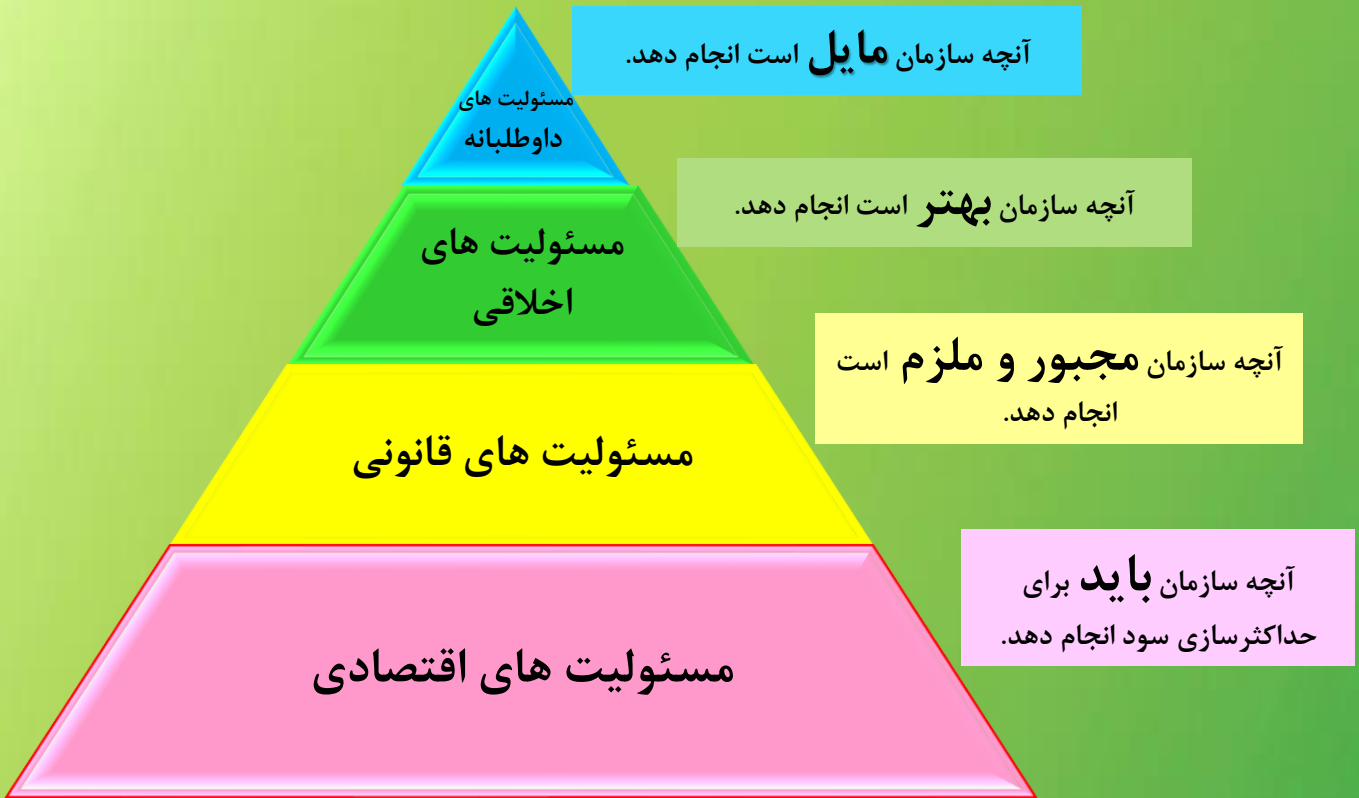 آنچه سازمان مایل است انجام دهد.
مسئولیت های
داوطلبانه
آنچه سازمان بهتر است انجام دهد.
مسئولیت های
اخلاقی
آنچه سازمان مجبور و ملزم است
انجام دهد.
مسئولیت های قانونی
آنچه سازمان باید برای
حداکثرسازی سود انجام دهد.
مسئولیت های اقتصادی